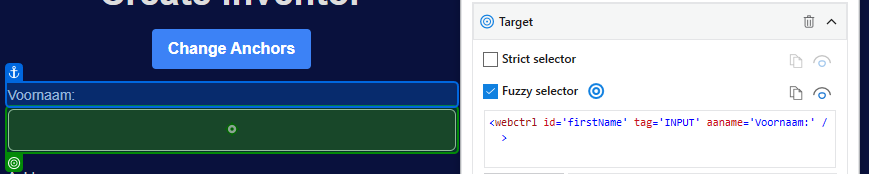 Change Anchors
Voornaam:
Target
Strict selector
Fuzzy selector
<webctrl id='firstName' tag='INPUT' aaname='Voornaam:' /
>